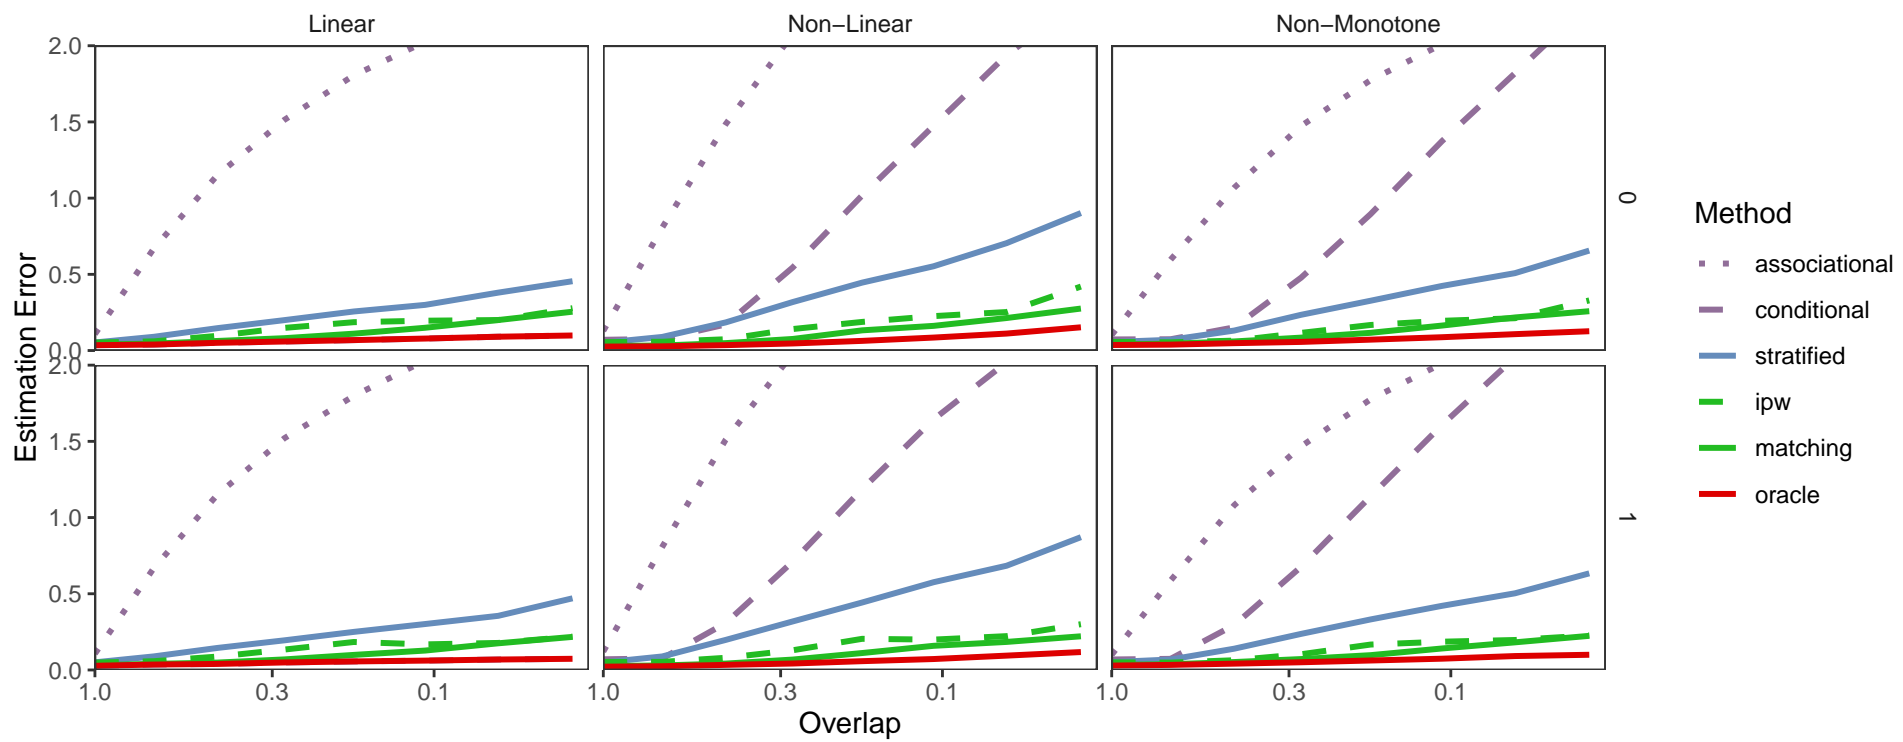 Linear
Non−Linear
Non−Monotone
Estimation Error
2.0
1.5
1.0
0.5
0.0
0
2.0
1.5
1.0
0.5
0.0
1
1.0
0.3
0.1
1.0
0.3
0.1
1.0
0.3
0.1
Overlap
Method
associational
conditional
stratified
ipw
matching
oracle